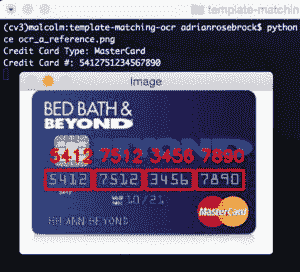 template-matchin
(cv3)malcolm:template-matching-ocr adrianrosebrock$ python
ce ocr_a_reference.png
Credit Card Type: MasterCard
Credit Card #: 5412751234567890
Image
BED BATH &
BEYOND
5412 7512 3456 7890
5412 7512 3456 7890
10/21
ANN BEYOND
MasterCard